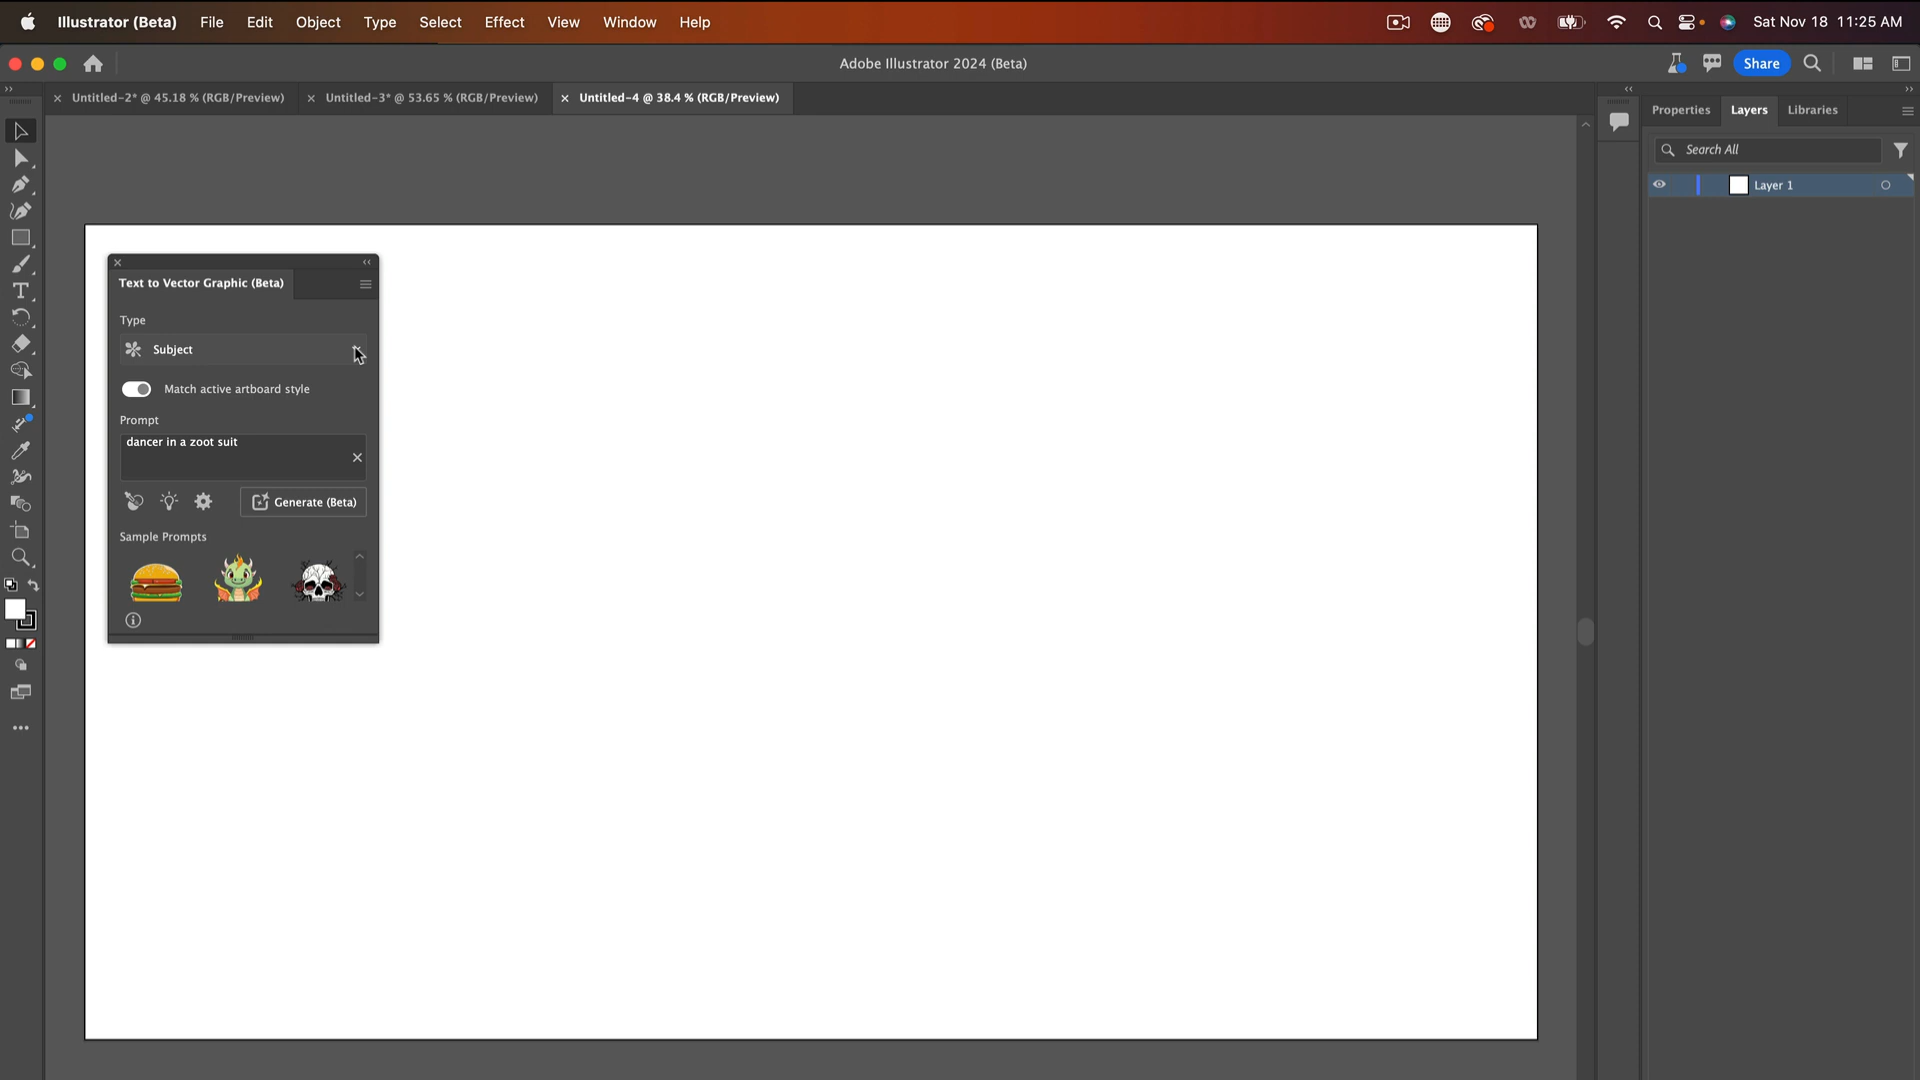 Illustrator (Beta) File Edit Object Type Select Effect View Window Help Sat Nov 18 11:25 AM
Adobe Illustrator 2024 (Beta) Share
Untitled-2* @ 45.18 % (RGB/Preview) Untitled-3* @ 53.65 % (RGB/Preview) Untitled-4 @ 38.4 % (RGB/Preview)
Properties Layers Libraries
Search All
Layer 1
Text to Vector Graphic (Beta)
Type
Subject
Match active artboard style
Prompt
dancer in a zoot suit
Generate (Beta)
Sample Prompts